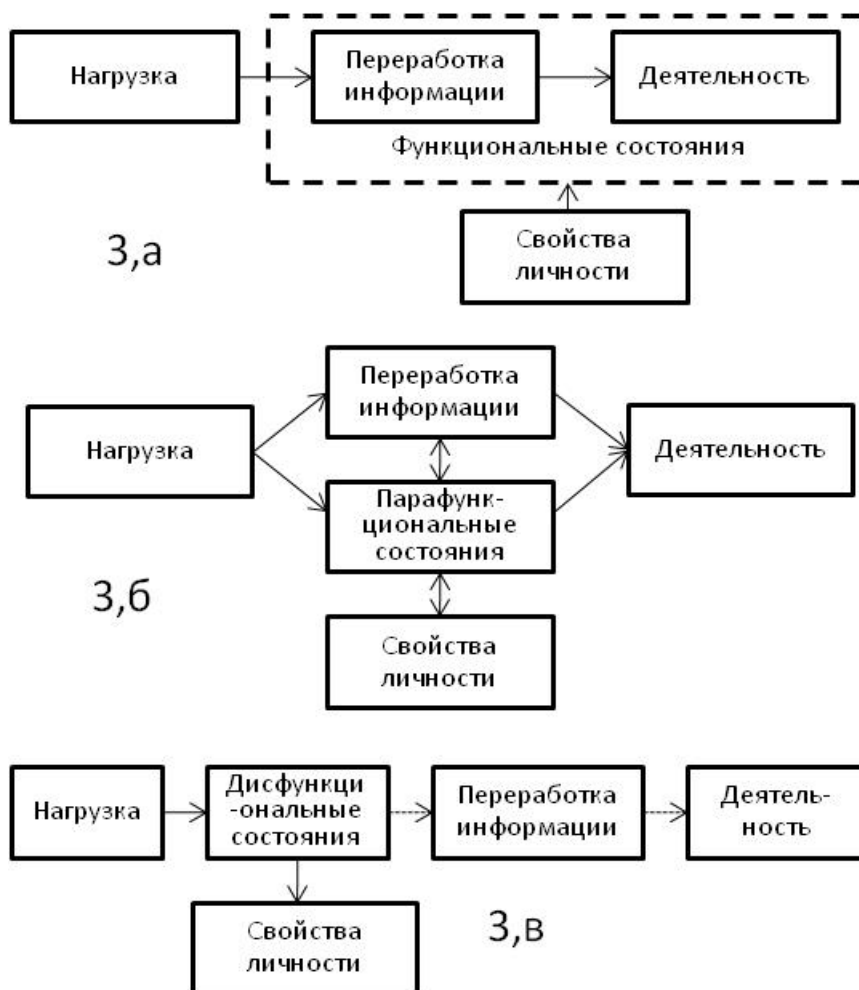 Нагрузка
Переработка
информации
Деятельность
Функциональные состояния
Свойства
личности
3,а
Переработка
информации
Нагрузка
Деятельность
Парафунк-
циональные
состояния
3,б
Свойства
личности
Нагрузка
Дисфункци
-ональные
состояния
Переработка
информации
Деятель-
ность
Свойства
личности
3,в